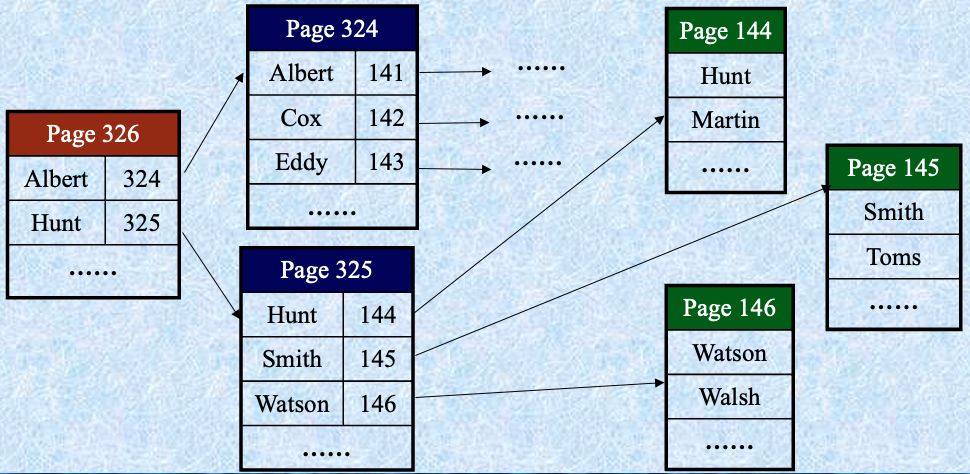 Page 326
Albert 324
Hunt 325
......
Page 324
Albert 141
Cox 142
Eddy 143
......
Page 325
Hunt 144
Smith 145
Watson 146
......
......
......
......
Page 144
Hunt
Martin
......
Page 145
Smith
Toms
......
Page 146
Watson
Walsh
......